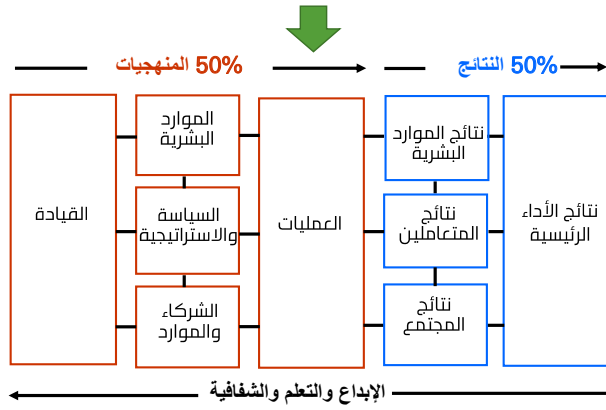 50% المنهجيات
50% النتائج
القيادة
الموارد
البشرية
السياسة
والاستراتيجية
الشركاء
والموارد
العمليات
نتائج الموارد
البشرية
نتائج
المتعاملين
نتائج
المجتمع
نتائج الأداء
الرئيسية
الإبداع والتعلم والشفافية